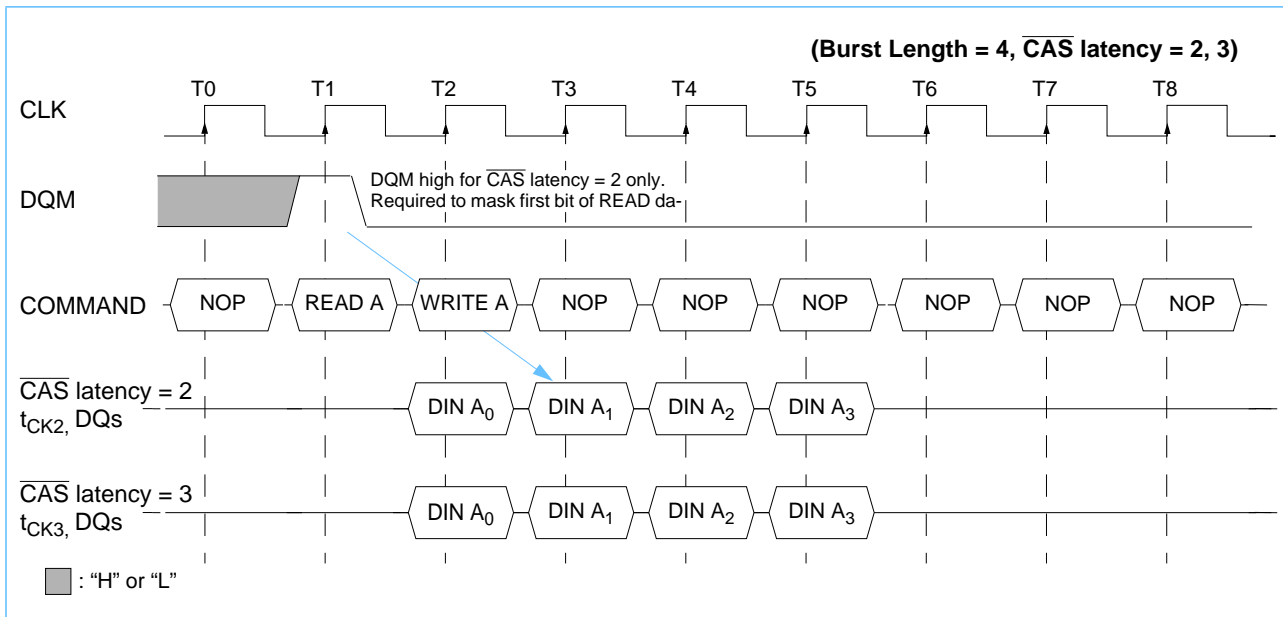 (Burst Length = 4, CAS latency = 2, 3)
T0 T1 T2 T3 T4 T5 T6 T7 T8
CLK
DQM
DQM high for CAS latency = 2 only.
Required to mask first bit of READ da-
COMMAND
NOP READ A WRITE A NOP NOP NOP NOP NOP NOP
CAS latency = 2
tCK2, DQs
DIN A0 DIN A1 DIN A2 DIN A3
CAS latency = 3
tCK3, DQs
DIN A0 DIN A1 DIN A2 DIN A3
: “H” or “L”